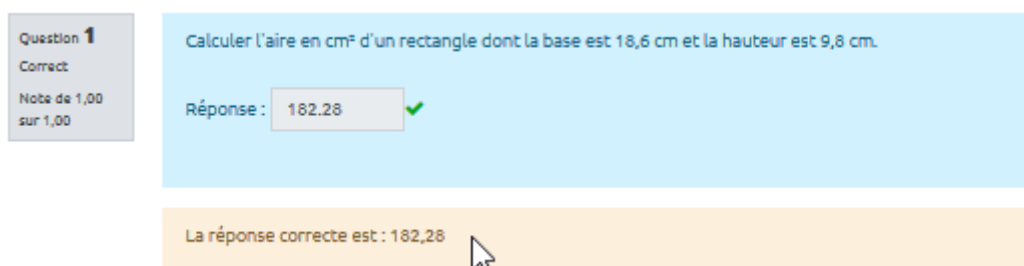 Question 1
Correct
Note de 1,00
sur 1,00
Calculer l'aire en cm² d'un rectangle dont la base est 18,6 cm et la hauteur est 9,8 cm.
Réponse : 182.28
La réponse correcte est : 182,28